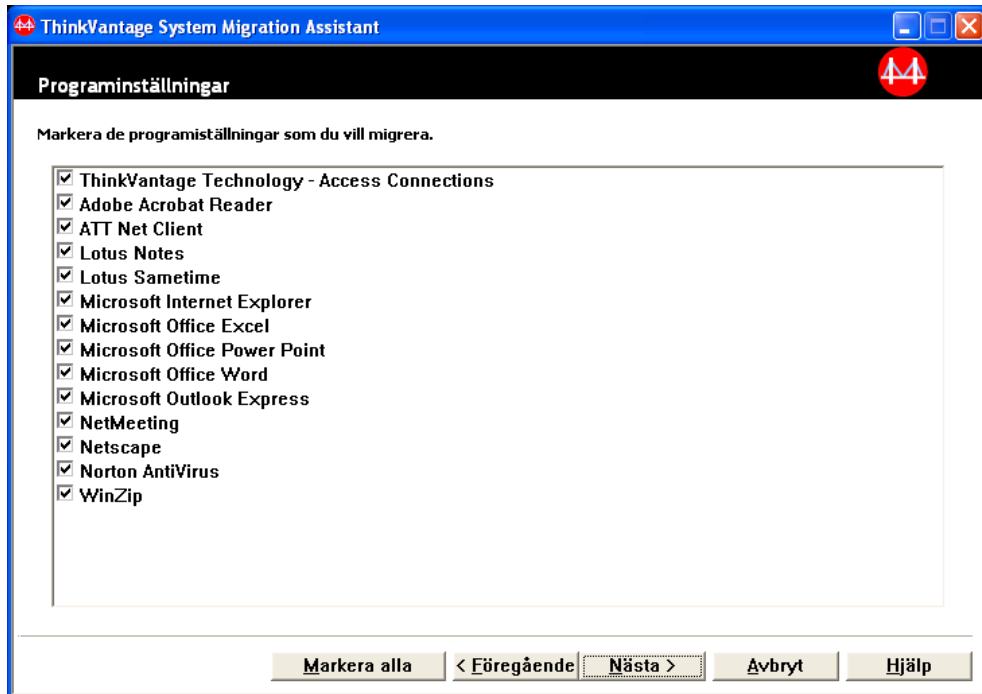 ThinkVantage System Migration Assistant
Programinställningar
Markera de programiställningar som du vill migrera.
ThinkVantage Technology - Access Connections
Adobe Acrobat Reader
ATT Net Client
Lotus Notes
Lotus Sametime
Microsoft Internet Explorer
Microsoft Office Excel
Microsoft Office Power Point
Microsoft Office Word
Microsoft Outlook Express
NetMeeting
Netscape
Norton AntiVirus
WinZip
Markera alla < Föregående Nästa > Avbryt Hjälp